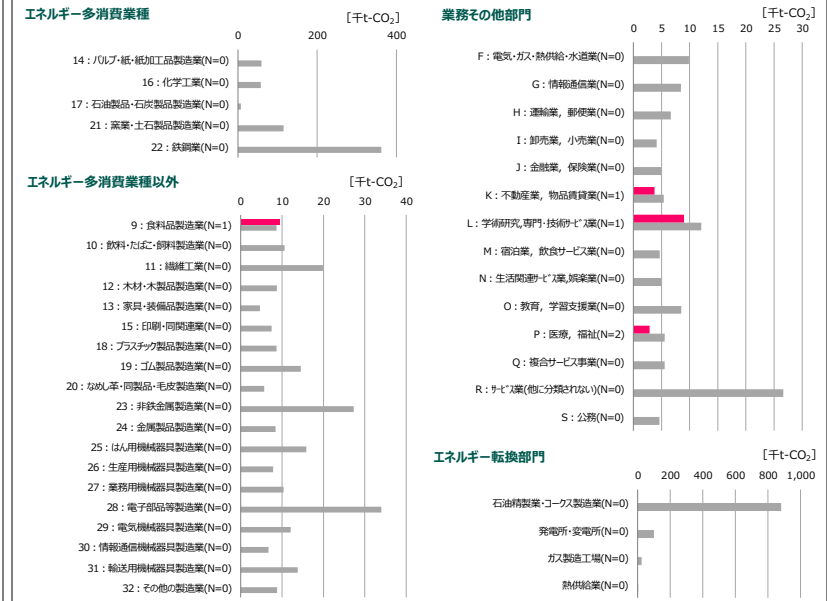 エネルギー多消費業種
[千t-CO₂]
0 200 400
14：パルプ・紙・紙加工品製造業(N=0)
16：化学工業(N=0)
17：石油製品・石炭製品製造業(N=0)
21：窯業・土石製品製造業(N=0)
22：鉄鋼業(N=0)
エネルギー多消費業種以外
[千t-CO₂]
0 10 20 30 40
9：食料品製造業(N=1)
10：飲料・たばこ・飼料製造業(N=0)
11：繊維工業(N=0)
12：木材・木製品製造業(N=0)
13：家具・装備品製造業(N=0)
15：印刷・同関連業(N=0)
18：プラスチック製品製造業(N=0)
19：ゴム製品製造業(N=0)
20：なめし革・同製品・毛皮製造業(N=0)
23：非鉄金属製造業(N=0)
24：金属製品製造業(N=0)
25：はん用機械器具製造業(N=0)
26：生産用機械器具製造業(N=0)
27：業務用機械器具製造業(N=0)
28：電子部品等製造業(N=0)
29：電気機械器具製造業(N=0)
30：情報通信機械器具製造業(N=0)
31：輸送用機械器具製造業(N=0)
32：その他の製造業(N=0)
業務その他部門
[千t-CO₂]
0 5 10 15 20 25 30
F：電気・ガス・熱供給・水道業(N=0)
G：情報通信業(N=0)
H：運輸業，郵便業(N=0)
I：卸売業，小売業(N=0)
J：金融業，保険業(N=0)
K：不動産業，物品賃貸業(N=1)
L：学術研究,専門・技術ｻｰﾋﾞｽ業(N=1)
M：宿泊業，飲食サービス業(N=0)
N：生活関連ｻｰﾋﾞｽ業,娯楽業(N=0)
O：教育，学習支援業(N=0)
P：医療，福祉(N=2)
Q：複合サービス事業(N=0)
R：ｻｰﾋﾞｽ業(他に分類されない)(N=0)
S：公務(N=0)
エネルギー転換部門
[千t-CO₂]
0 200 400 600 800 1,000
石油精製業・コークス製造業(N=0)
発電所・変電所(N=0)
ガス製造工場(N=0)
熱供給業(N=0)